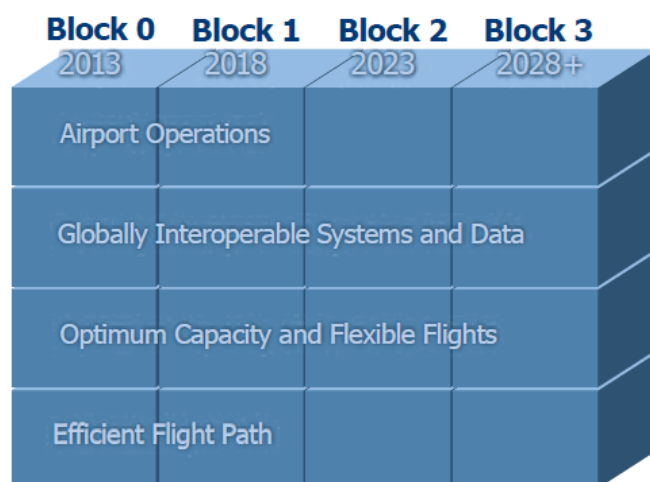 Block 0 Block 1 Block 2 Block 3
2013 2018 2023 2028+
Airport Operations
Globally Interoperable Systems and Data
Optimum Capacity and Flexible Flights
Efficient Flight Path